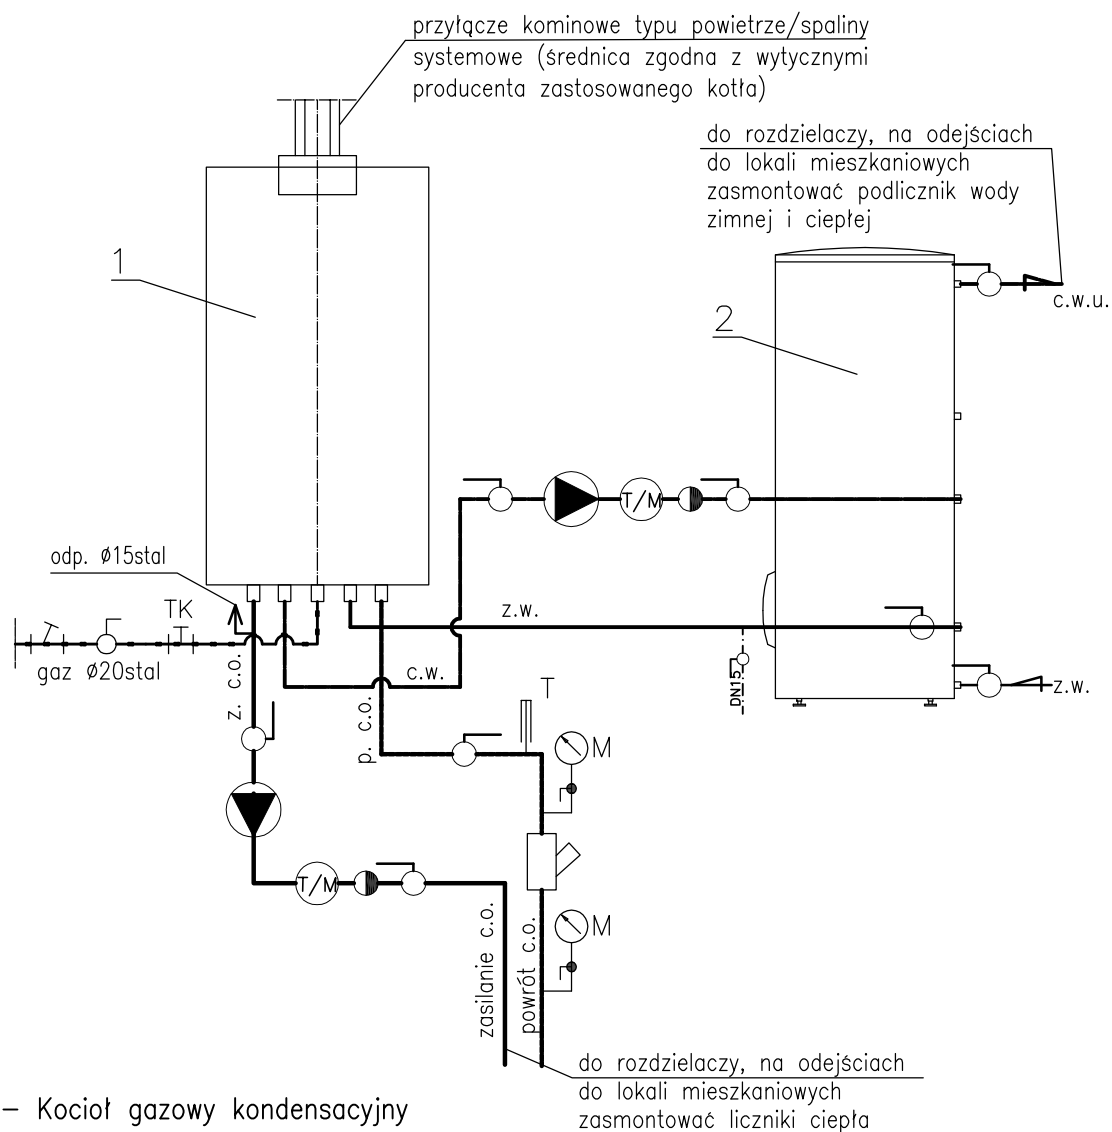 przyłącze kominowe typu powietrze/spaliny
systemowe (średnica zgodna z wytycznymi
producenta zastosowanego kotła)
do rozdzielaczy, na odejściach
do lokali mieszkaniowych
zasmontować podlicznik wody
zimnej i ciepłej
1
c.w.u.
2
T/M
odp. Ø15stal
TK
z.w.
gaz Ø20stal
z. c.o.
c.w.
DN15
z.w.
p. c.o.
T
M
T/M
M
zasilanie c.o.
powrót c.o.
do rozdzielaczy, na odejściach
do lokali mieszkaniowych
zasmontować liczniki ciepła
– Kocioł gazowy kondensacyjny